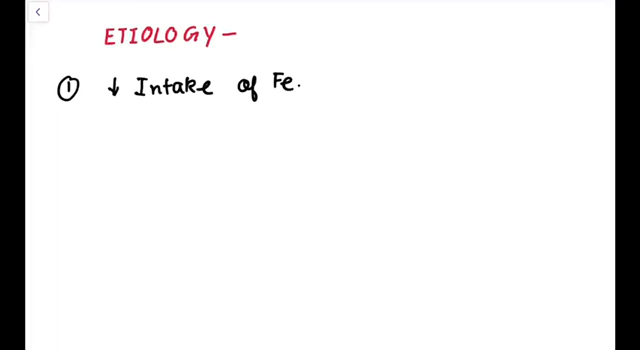 ETIOLOGY -
① ↓ Intake of Fe.